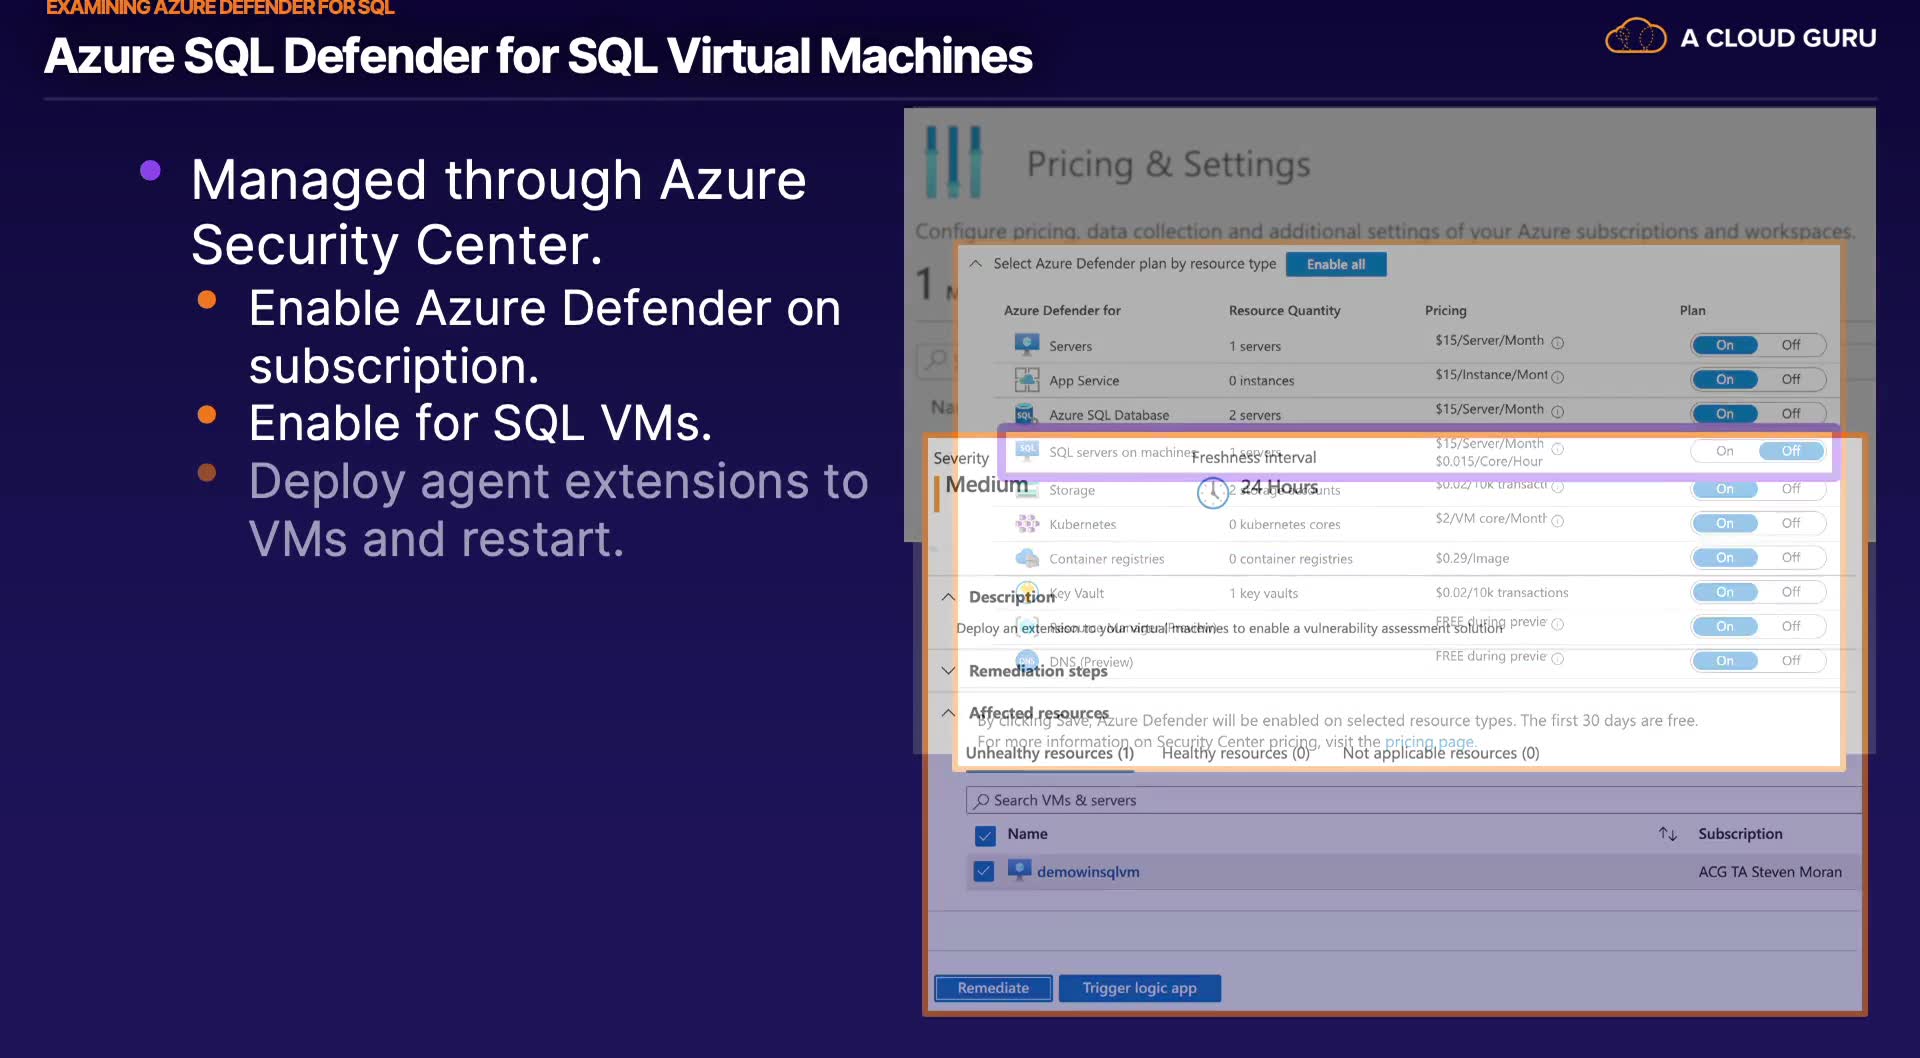 EXAMINING AZURE DEFENDER FOR SQL
Azure SQL Defender for SQL Virtual Machines
A CLOUD GURU
Managed through Azure
Security Center.
Enable Azure Defender on
subscription.
Enable for SQL VMs.
Deploy agent extensions to
VMs and restart.
Pricing & Settings
Configure pricing, data collection and additional settings of your Azure subscriptions and workspaces.
1
Select Azure Defender plan by resource type Enable all
Azure Defender for Resource Quantity Pricing Plan
Servers 1 servers $15/Server/Month On Off
App Service 0 instances $15/Instance/Mont On Off
Azure SQL Database 2 servers $15/Server/Month On Off
SQL servers on machines 1 servers $15/Server/Month On Off
$0.015/Core/Hour
Severity Freshness interval
Medium 24 Hours
Storage 2 storage accounts $0.02/10k transacti On Off
Kubernetes 0 kubernetes cores $2/VM core/Month On Off
Container registries 0 container registries $0.29/Image On Off
Key Vault 1 key vaults $0.02/10k transactions On Off
Description
Resource Manager (Preview) FREE during previe On Off
Deploy an extension to your virtual machines to enable a vulnerability assessment solution
DNS (Preview) FREE during previe On Off
Remediation steps
Affected resources
By clicking Save, Azure Defender will be enabled on selected resource types. The first 30 days are free.
For more information on Security Center pricing, visit the pricing page.
Unhealthy resources (1) Healthy resources (0) Not applicable resources (0)
Search VMs & servers
Name Subscription
demowinsqlvm ACG TA Steven Moran
Remediate Trigger logic app